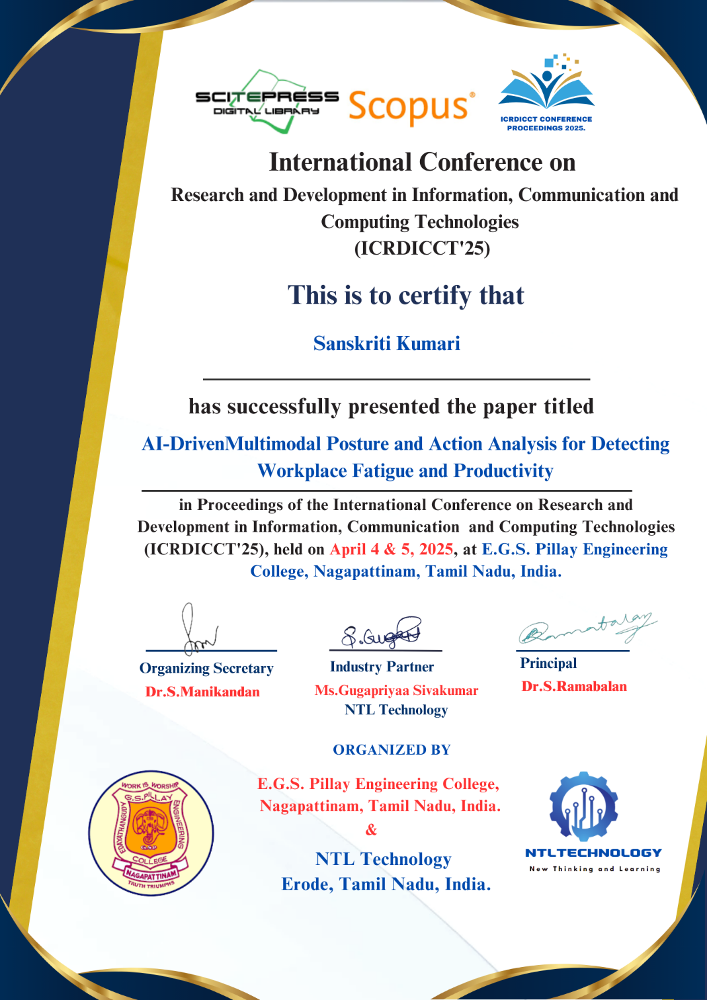 SCITEPRESS
DIGITAL LIBRARY
Scopus®
ICRDICCT CONFERENCE
PROCEEDINGS 2025.
International Conference on
Research and Development in Information, Communication and
Computing Technologies
(ICRDICCT'25)
This is to certify that
Sanskriti Kumari
has successfully presented the paper titled
AI-DrivenMultimodal Posture and Action Analysis for Detecting
Workplace Fatigue and Productivity
in Proceedings of the International Conference on Research and
Development in Information, Communication and Computing Technologies
(ICRDICCT'25), held on April 4 & 5, 2025, at E.G.S. Pillay Engineering
College, Nagapattinam, Tamil Nadu, India.
S.Gugan
Ramabalan
Organizing Secretary
Dr.S.Manikandan
Industry Partner
Ms.Gugapriyaa Sivakumar
NTL Technology
Principal
Dr.S.Ramabalan
ORGANIZED BY
E.G.S. Pillay Engineering College,
Nagapattinam, Tamil Nadu, India.
&
NTL Technology
Erode, Tamil Nadu, India.
WORK IS WORSHIP
G.S.PILLAY
EDAYATHANGUDY
ENGINEERING
COLLEGE
NAGAPATTINAM
TRUTH TRIUMPHS
NTLTECHNOLOGY
New Thinking and Learning